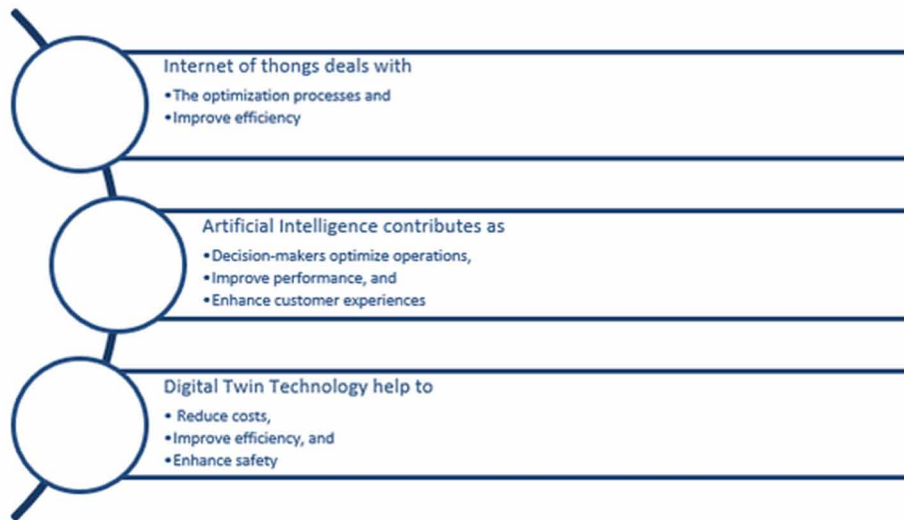 Internet of thongs deals with
•The optimization processes and
•Improve efficiency
Artificial Intelligence contributes as
•Decision-makers optimize operations,
•Improve performance, and
•Enhance customer experiences
Digital Twin Technology help to
• Reduce costs,
•Improve efficiency, and
•Enhance safety